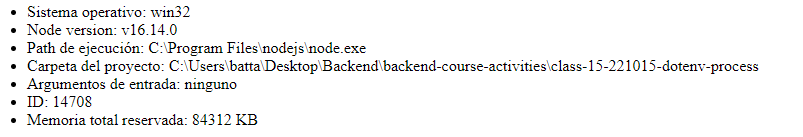 Sistema operativo: win32
Node version: v16.14.0
Path de ejecución: C:\Program Files\nodejs\node.exe
Carpeta del proyecto: C:\Users\batta\Desktop\Backend\backend-course-activities\class-15-221015-dotenv-process
Argumentos de entrada: ninguno
ID: 14708
Memoria total reservada: 84312 KB